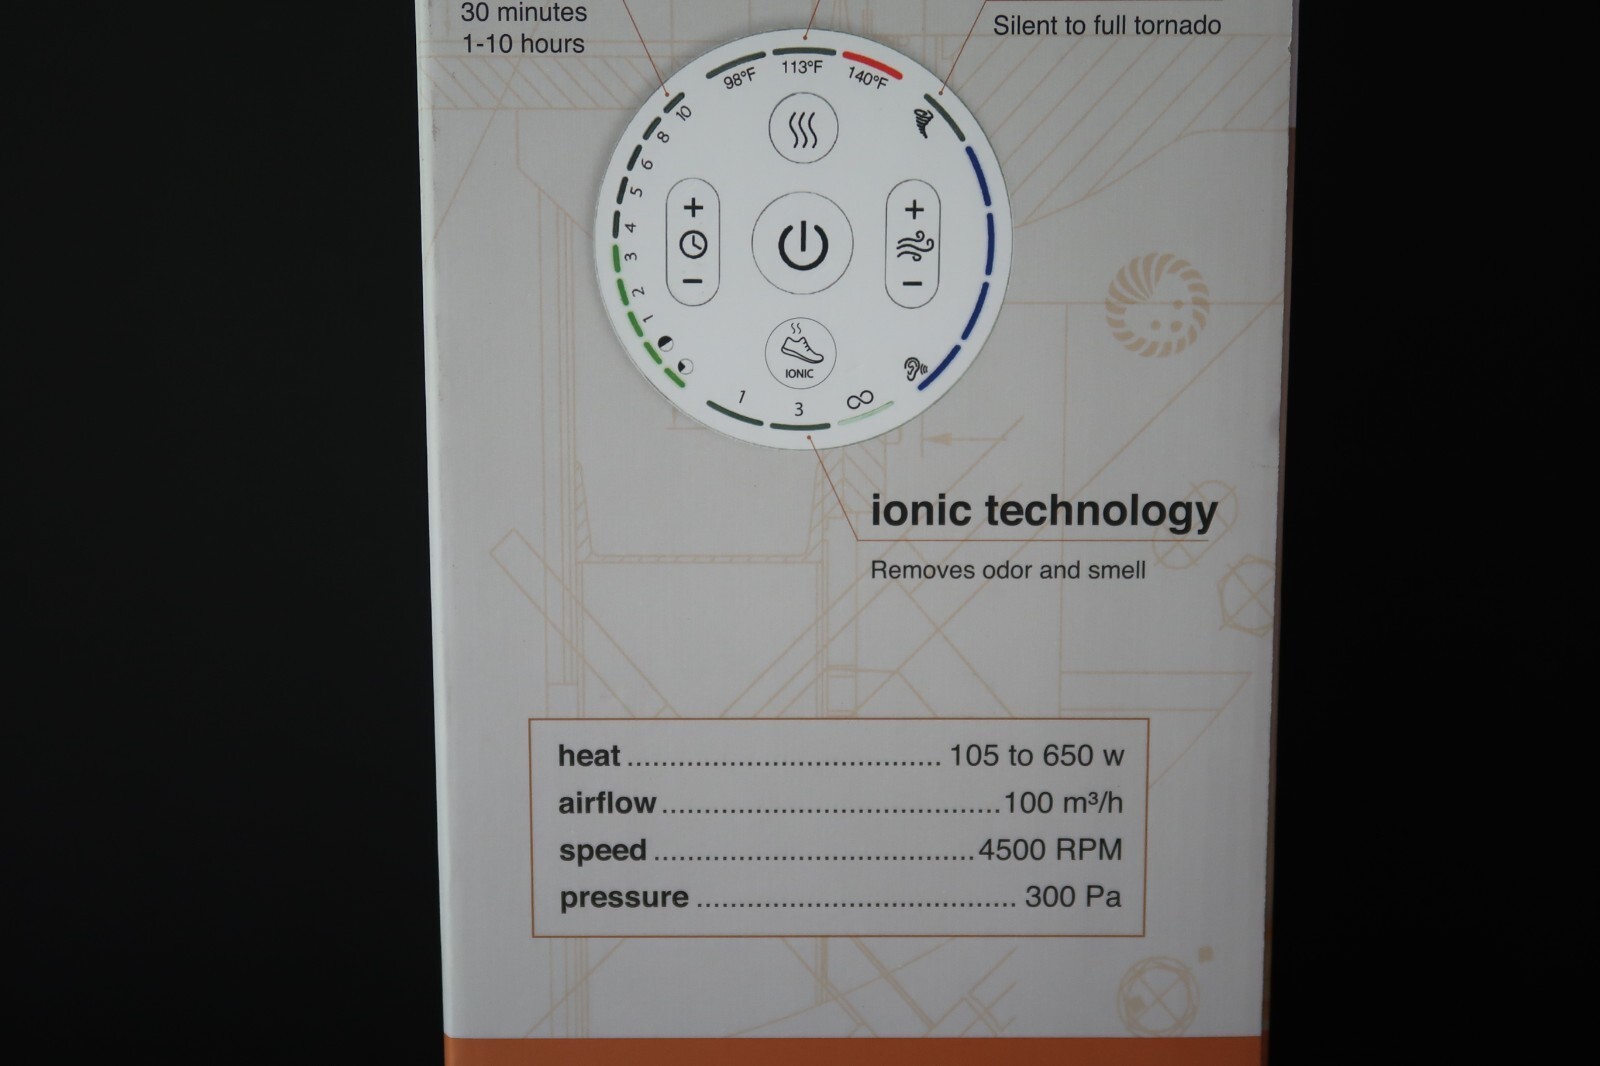 30 minutes
1-10 hours
Silent to full tornado
98°F
113°F
140°F
10
8
6
5
4
3
2
1
+
−
+
−
IONIC
1
3
∞
ionic technology
Removes odor and smell
heat ..................................... 105 to 650 w
airflow ....................................... 100 m³/h
speed ..................................... 4500 RPM
pressure ..................................... 300 Pa